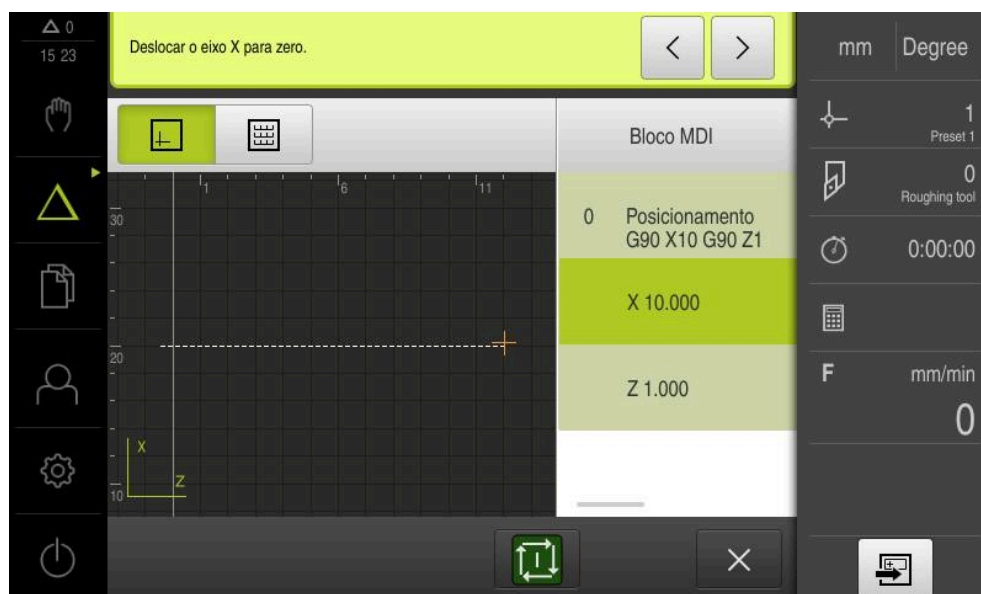 0
15 23
Deslocar o eixo X para zero.
mm Degree
1
Preset 1
0
Roughing tool
0:00:00
F mm/min
0
Bloco MDI
0 Posicionamento
G90 X10 G90 Z1
X 10.000
Z 1.000
1 6 11
30
20
10
X
Z